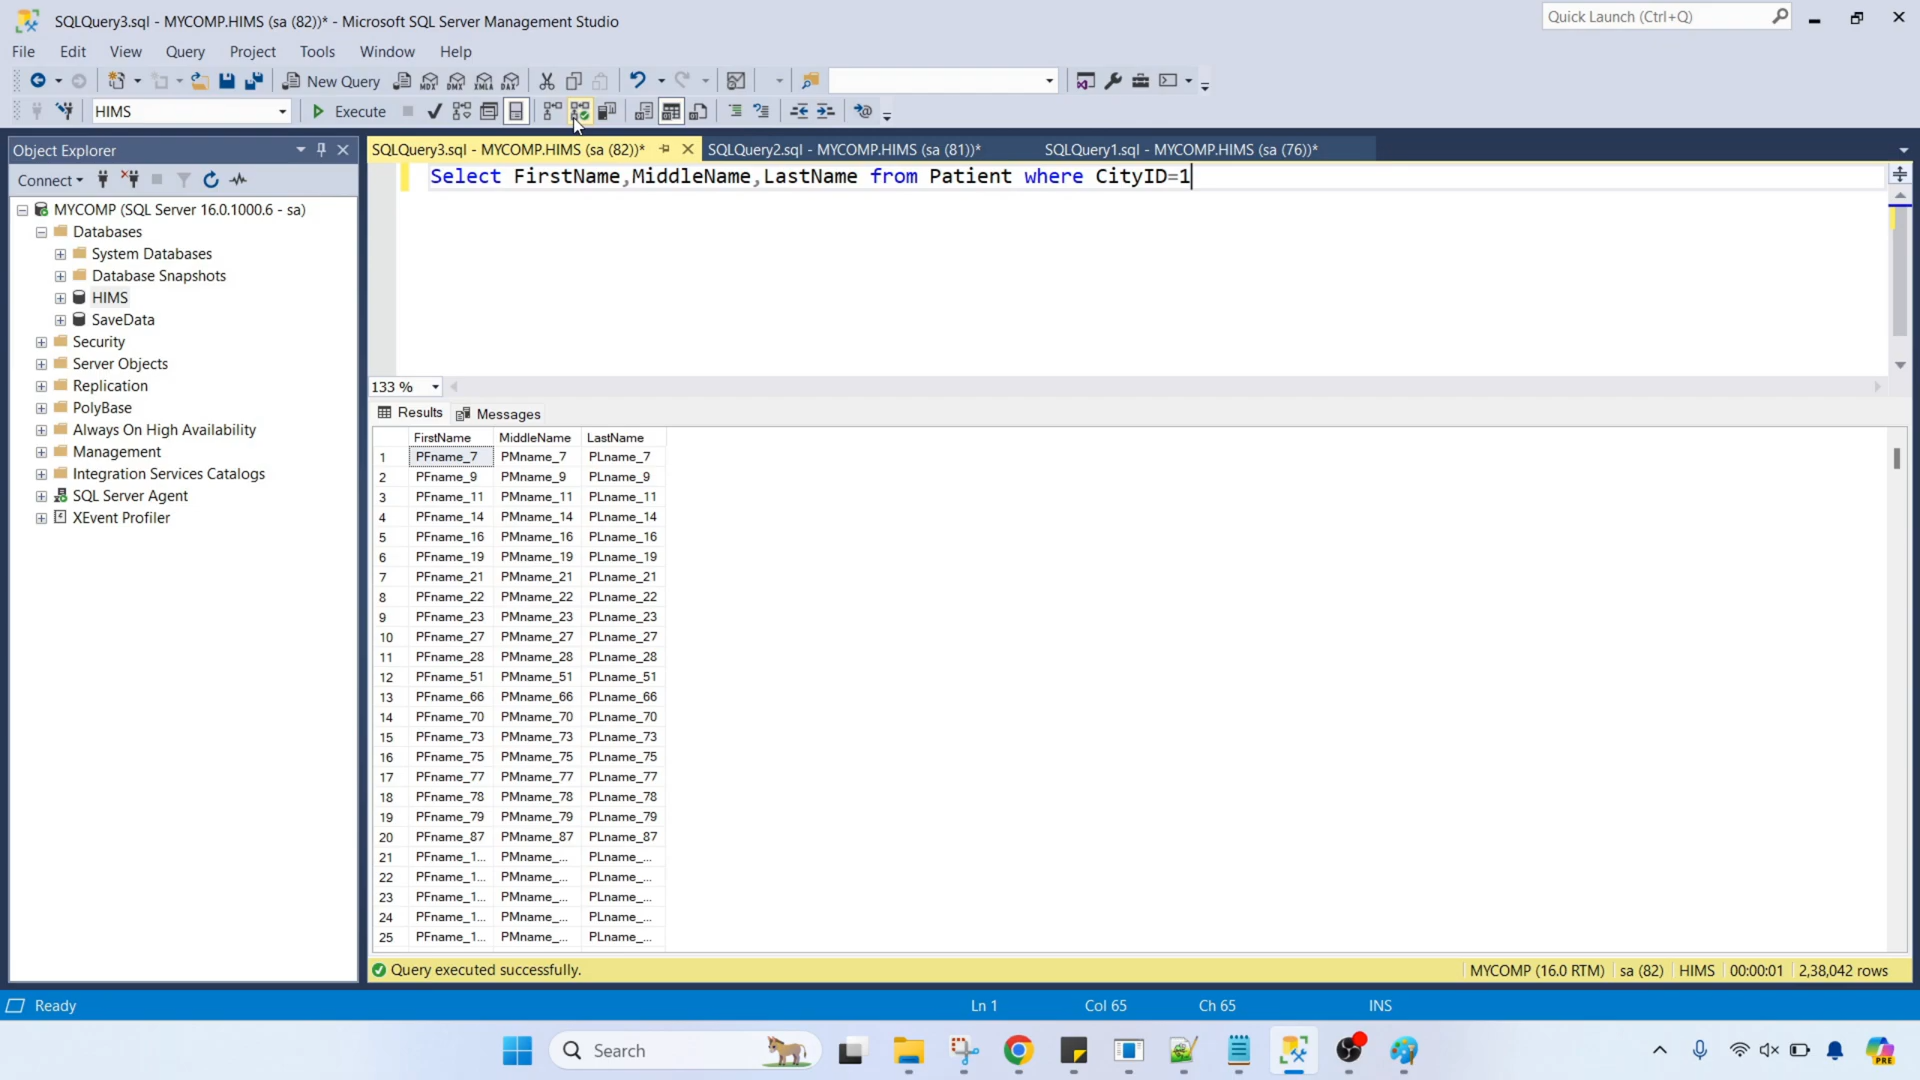 SQLQuery3.sql - MYCOMP.HIMS (sa (82))* - Microsoft SQL Server Management Studio
Quick Launch (Ctrl+Q)
File Edit View Query Project Tools Window Help
New Query MDX DMX XMLA DAX
HIMS Execute
Object Explorer
SQLQuery3.sql - MYCOMP.HIMS (sa (82))* SQLQuery2.sql - MYCOMP.HIMS (sa (81))* SQLQuery1.sql - MYCOMP.HIMS (sa (76))*
Connect
Select FirstName,MiddleName,LastName from Patient where CityID=1
MYCOMP (SQL Server 16.0.1000.6 - sa)
Databases
System Databases
Database Snapshots
HIMS
SaveData
Security
Server Objects
Replication
PolyBase
Always On High Availability
Management
Integration Services Catalogs
SQL Server Agent
XEvent Profiler
133 %
Results Messages
FirstName MiddleName LastName
1 PFname_7 PMname_7 PLname_7
2 PFname_9 PMname_9 PLname_9
3 PFname_11 PMname_11 PLname_11
4 PFname_14 PMname_14 PLname_14
5 PFname_16 PMname_16 PLname_16
6 PFname_19 PMname_19 PLname_19
7 PFname_21 PMname_21 PLname_21
8 PFname_22 PMname_22 PLname_22
9 PFname_23 PMname_23 PLname_23
10 PFname_27 PMname_27 PLname_27
11 PFname_28 PMname_28 PLname_28
12 PFname_51 PMname_51 PLname_51
13 PFname_66 PMname_66 PLname_66
14 PFname_70 PMname_70 PLname_70
15 PFname_73 PMname_73 PLname_73
16 PFname_75 PMname_75 PLname_75
17 PFname_77 PMname_77 PLname_77
18 PFname_78 PMname_78 PLname_78
19 PFname_79 PMname_79 PLname_79
20 PFname_87 PMname_87 PLname_87
21 PFname_1... PMname_... PLname_...
22 PFname_1... PMname_... PLname_...
23 PFname_1... PMname_... PLname_...
24 PFname_1... PMname_... PLname_...
25 PFname_1... PMname_... PLname_...
Query executed successfully. MYCOMP (16.0 RTM) sa (82) HIMS 00:00:01 2,38,042 rows
Ready Ln 1 Col 65 Ch 65 INS
Search PRE